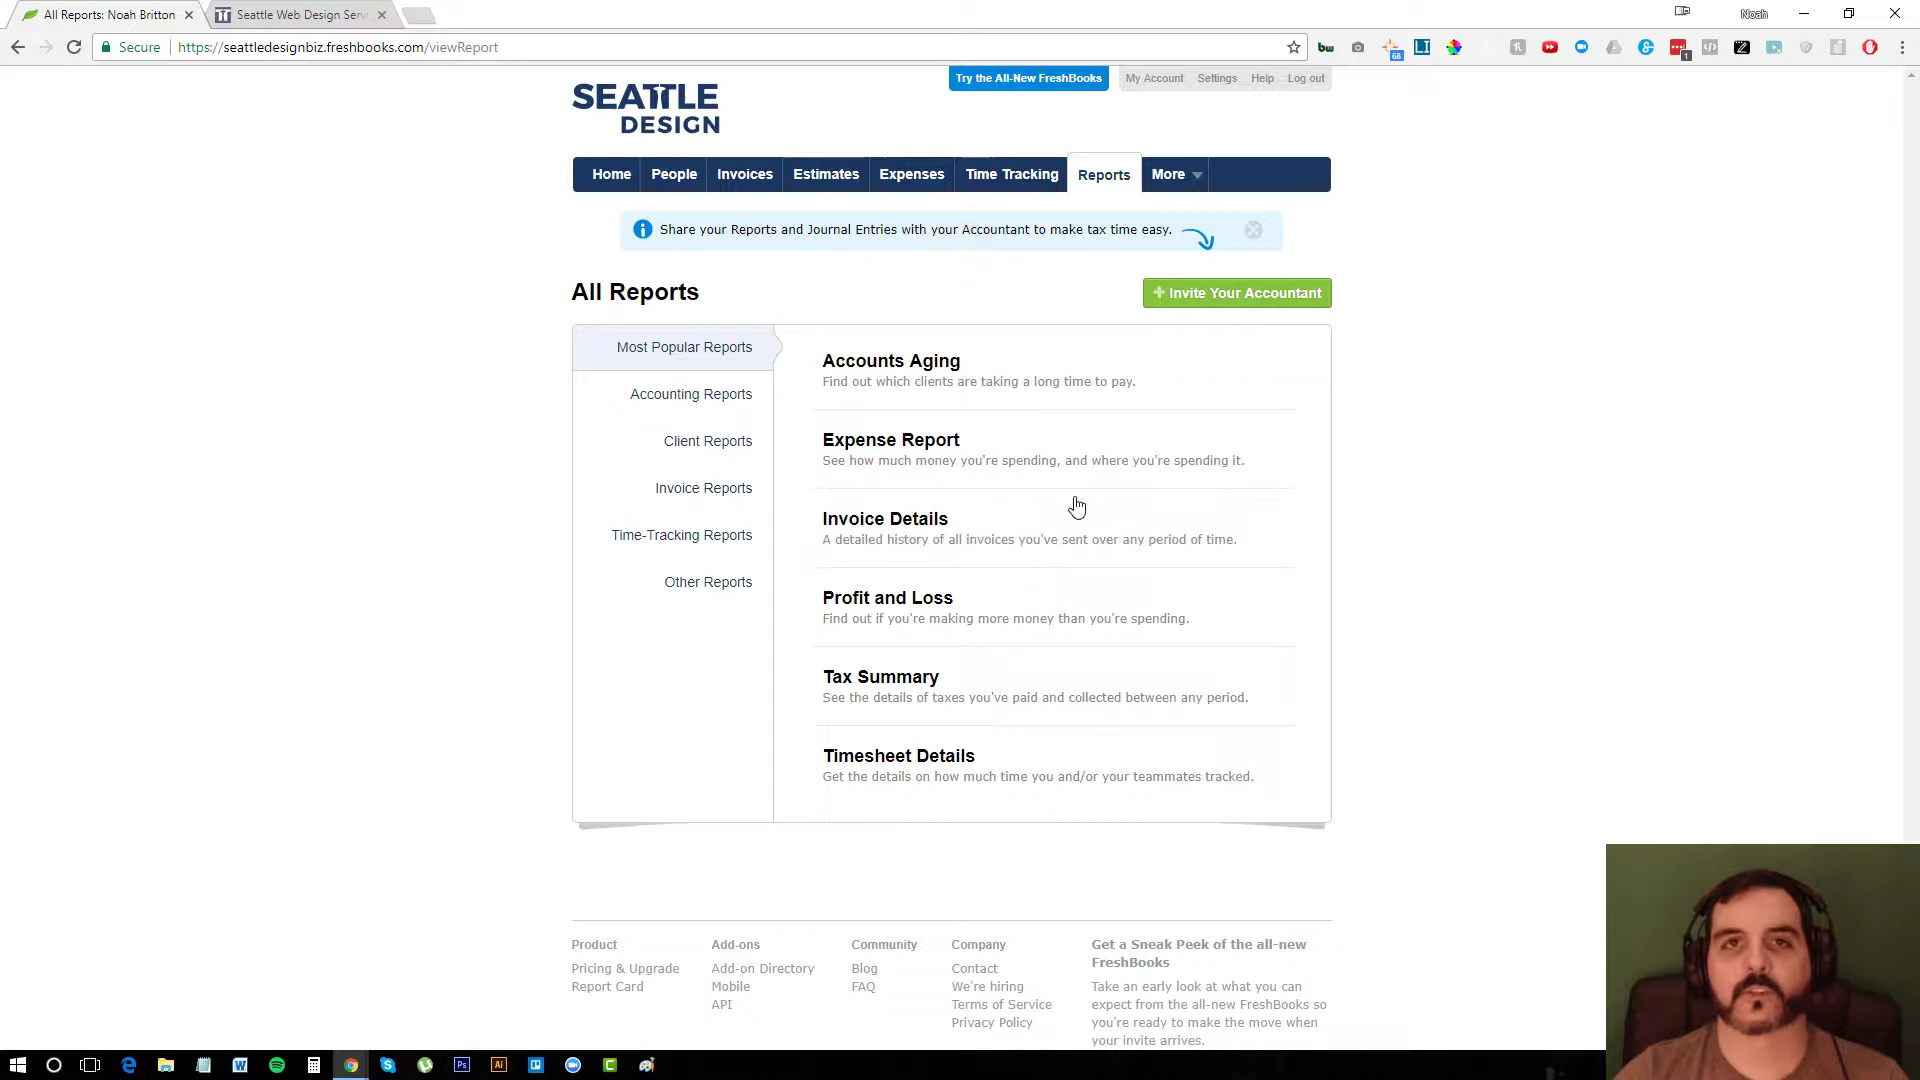 All Reports: Noah Britton
Seattle Web Design Serv
Noah
Secure
https://seattledesignbiz.freshbooks.com/viewReport
68
1
Try the All-New FreshBooks
My Account
Settings
Help
Log out
SEATTLE
DESIGN
Home
People
Invoices
Estimates
Expenses
Time Tracking
Reports
More
Share your Reports and Journal Entries with your Accountant to make tax time easy.
All Reports
+ Invite Your Accountant
Most Popular Reports
Accounting Reports
Client Reports
Invoice Reports
Time-Tracking Reports
Other Reports
Accounts Aging
Find out which clients are taking a long time to pay.
Expense Report
See how much money you're spending, and where you're spending it.
Invoice Details
A detailed history of all invoices you've sent over any period of time.
Profit and Loss
Find out if you're making more money than you're spending.
Tax Summary
See the details of taxes you've paid and collected between any period.
Timesheet Details
Get the details on how much time you and/or your teammates tracked.
Product
Pricing & Upgrade
Report Card
Add-ons
Add-on Directory
Mobile
API
Community
Blog
FAQ
Company
Contact
We're hiring
Terms of Service
Privacy Policy
Get a Sneak Peek of the all-new
FreshBooks
Take an early look at what you can
expect from the all-new FreshBooks so
you're ready to make the move when
your invite arrives.